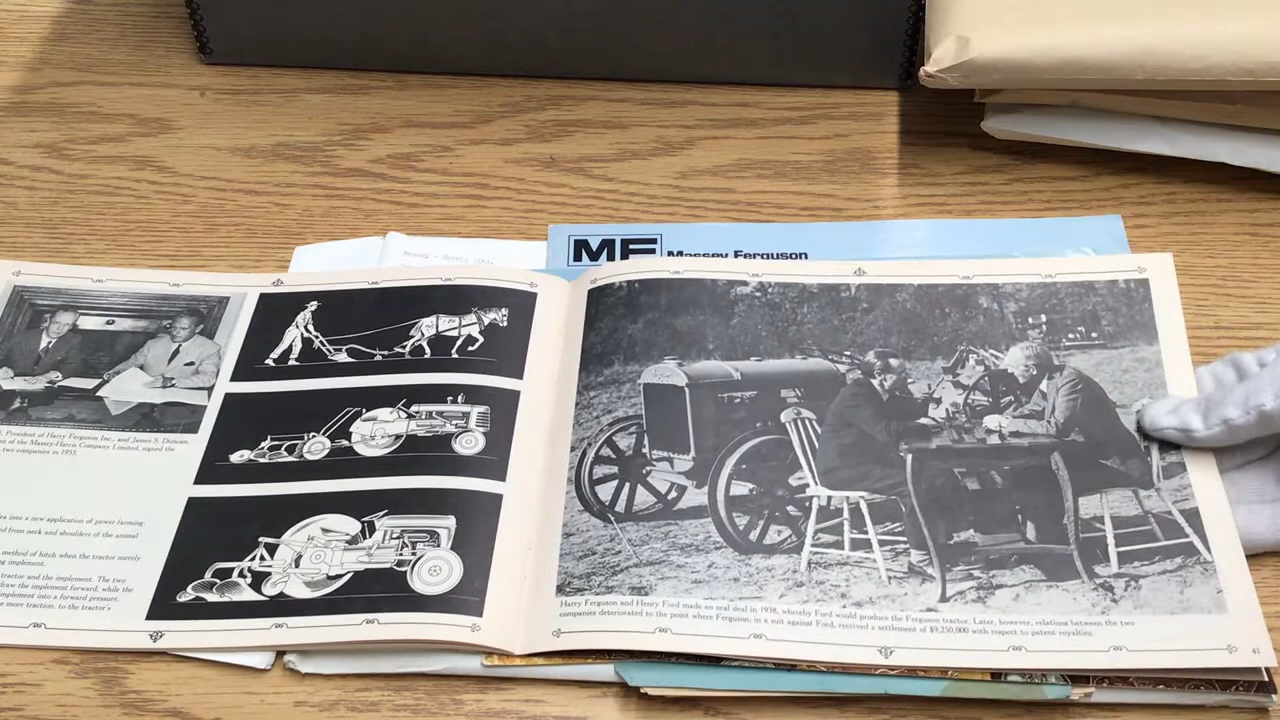 Massey - Harris
MF Massey Ferguson
President of Harry Ferguson Inc., and James S. Duncan,
nt of the Massey-Harris Company Limited, signed the
two companies in 1953.
ea into a new application of power farming-
ed from neck and shoulders of the animal
method of hitch when the tractor merely
ng implement.
tractor and the implement. The two
draw the implement forward, while the
implement into a forward pressure.
e more traction, to the tractor's
Harry Ferguson and Henry Ford made an oral deal in 1938, whereby Ford would produce the Ferguson tractor. Later, however, relations between the two
companies deteriorated to the point where Ferguson, in a suit against Ford, received a settlement of $9,250,000 with respect to patent royalties.
41